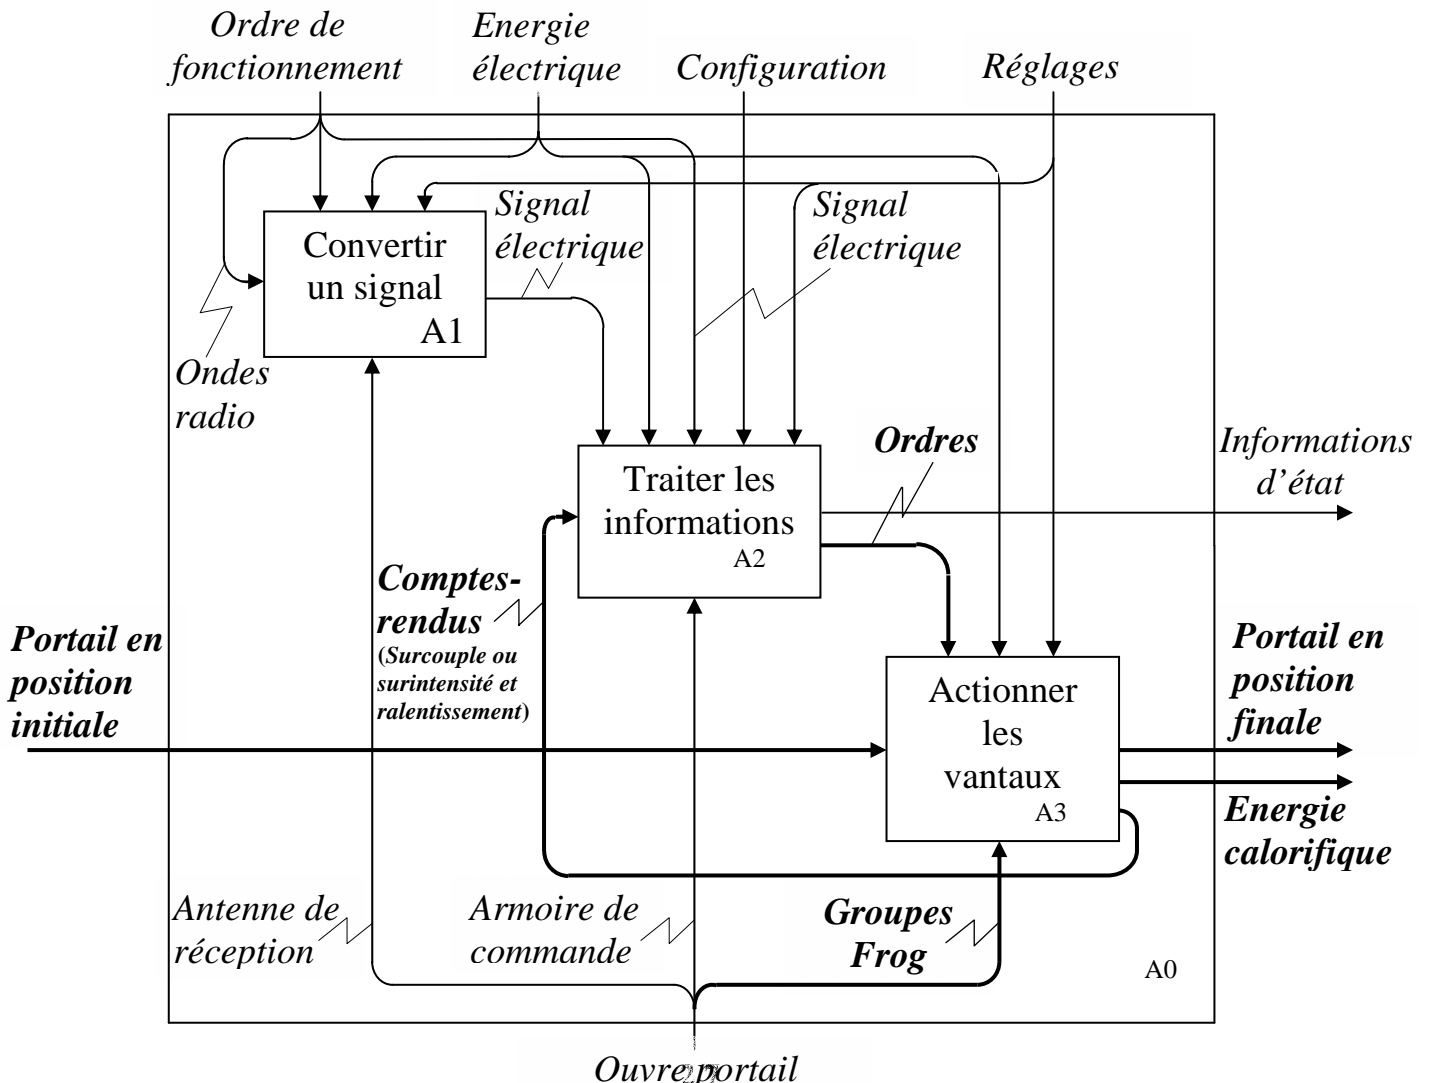 Ordre de
fonctionnement
Energie
électrique
Configuration
Réglages
Signal
électrique
Signal
électrique
Convertir
un signal
A1
Ondes
radio
Traiter les
informations
A2
Ordres
Informations
d'état
Comptes-
rendus
(Surcouple ou
surintensité et
ralentissement)
Portail en
position
initiale
Actionner
les
vantaux
A3
Portail en
position
finale
Energie
calorifique
Antenne de
réception
Armoire de
commande
Groupes
Frog
A0
Ouvre portail